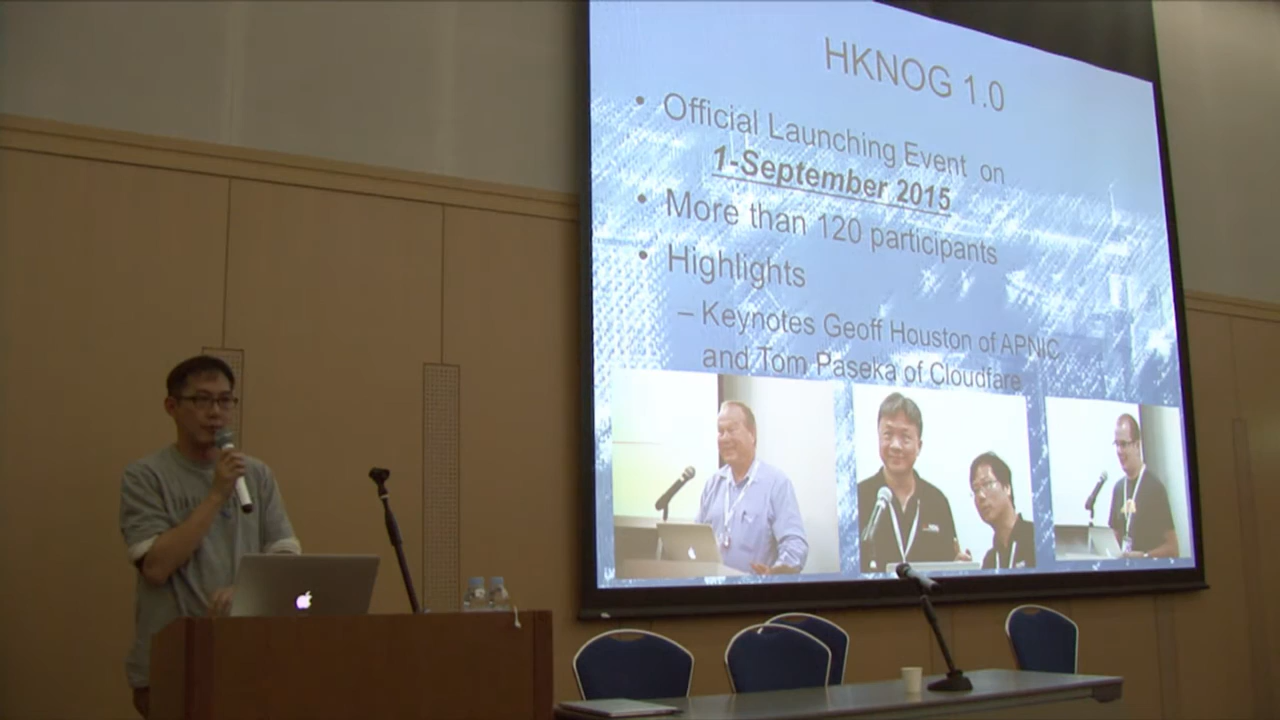 HKNOG 1.0
• Official Launching Event on
1-September 2015
• More than 120 participants
• Highlights
– Keynotes Geoff Houston of APNIC
and Tom Paseka of Cloudfare